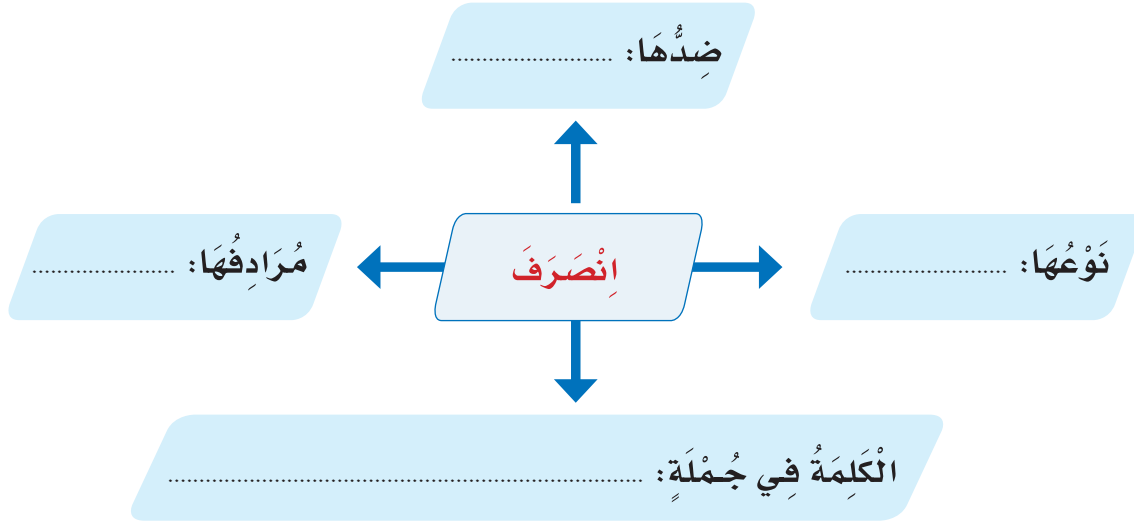 ضِدُّهَا: ..........................
نَوْعُهَا: ..........................
اِنْصَرَفَ
مُرَادِفُهَا: .......................
الْكَلِمَةُ فِي جُمْلَةٍ: ...........................................................................